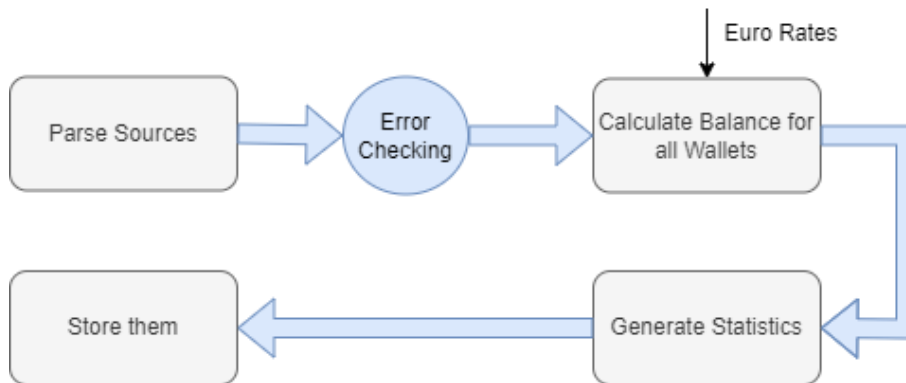 Euro Rates
Parse Sources
Error
Checking
Calculate Balance for
all Wallets
Store them
Generate Statistics